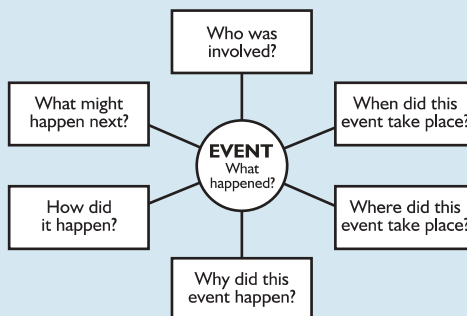 Who was
involved?
What might
happen next?
When did this
event take place?
EVENT
What
happened?
How did
it happen?
Where did this
event take place?
Why did this
event happen?